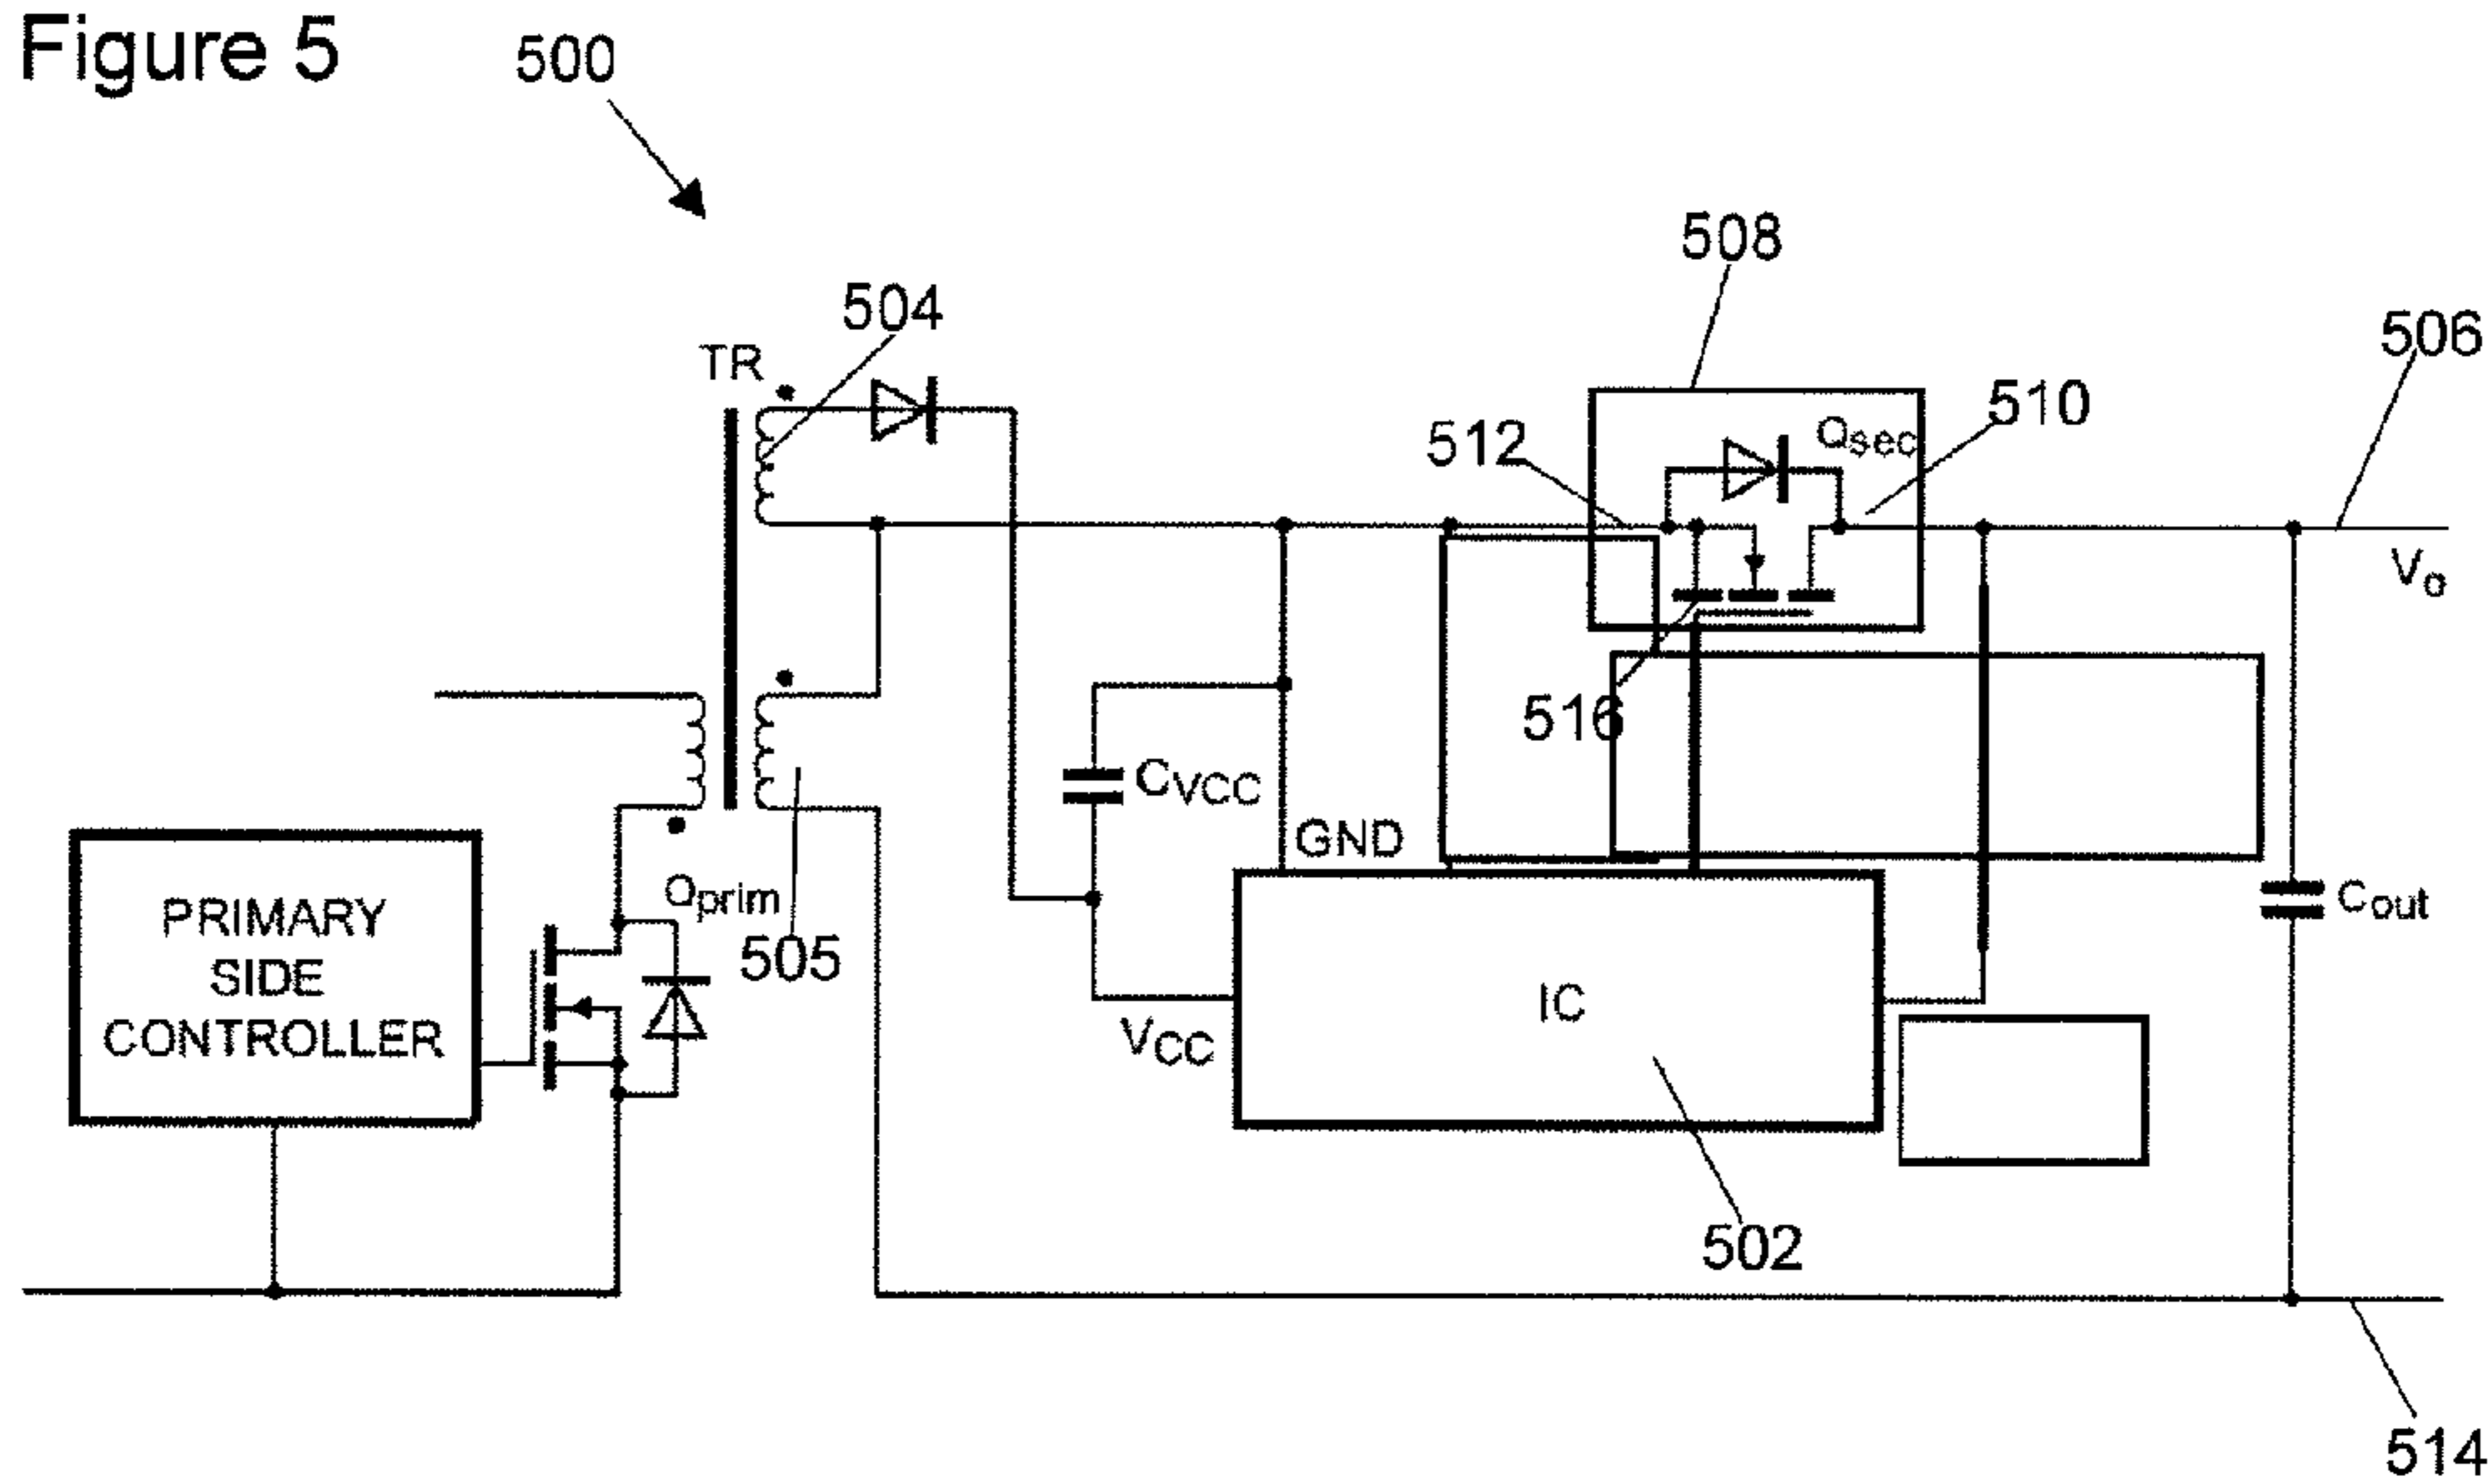 Figure 5
500
508
504
506
TR
510
512
Qsec
Vo
516
CVCC
GND
Qprim
Cout
PRIMARY
SIDE
CONTROLLER
505
IC
VCC
502
514